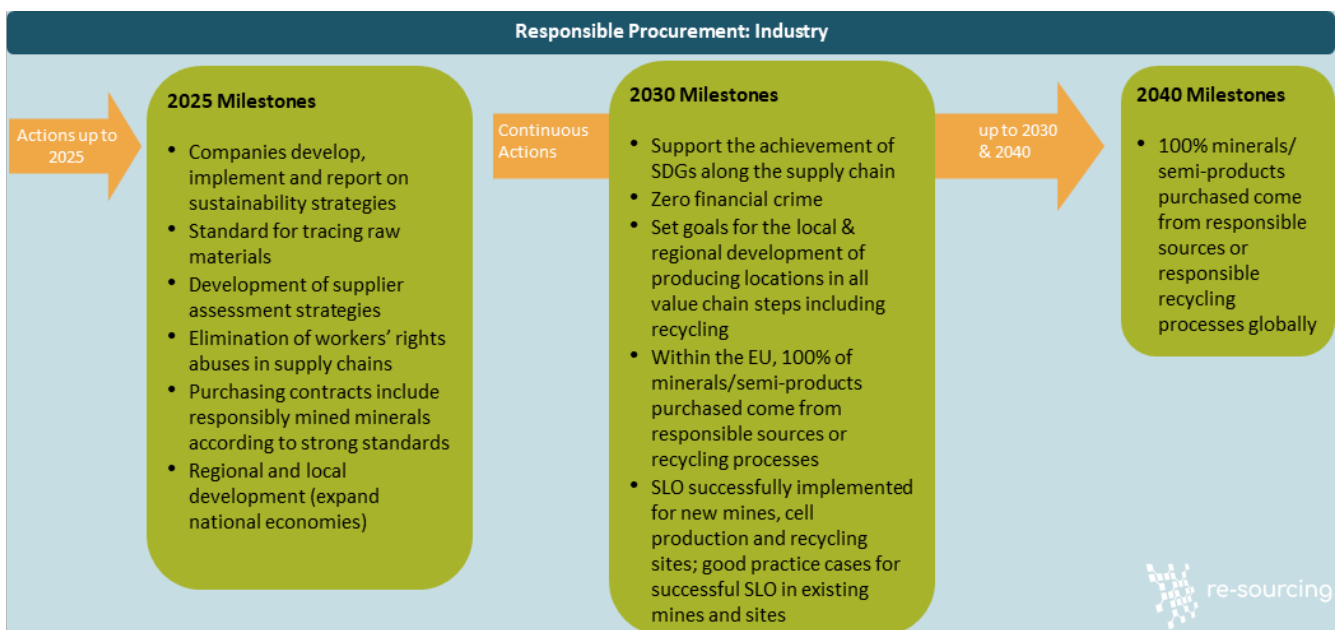 Responsible Procurement: Industry
Actions up to
2025
2025 Milestones
• Companies develop,
implement and report on
sustainability strategies
• Standard for tracing raw
materials
• Development of supplier
assessment strategies
• Elimination of workers’ rights
abuses in supply chains
• Purchasing contracts include
responsibly mined minerals
according to strong standards
• Regional and local
development (expand
national economies)
Continuous
Actions
2030 Milestones
• Support the achievement of
SDGs along the supply chain
• Zero financial crime
• Set goals for the local &
regional development of
producing locations in all
value chain steps including
recycling
• Within the EU, 100% of
minerals/semi-products
purchased come from
responsible sources or
recycling processes
• SLO successfully implemented
for new mines, cell
production and recycling
sites; good practice cases for
successful SLO in existing
mines and sites
up to 2030
& 2040
2040 Milestones
• 100% minerals/
semi-products
purchased come
from responsible
sources or
responsible
recycling
processes globally
re-sourcing